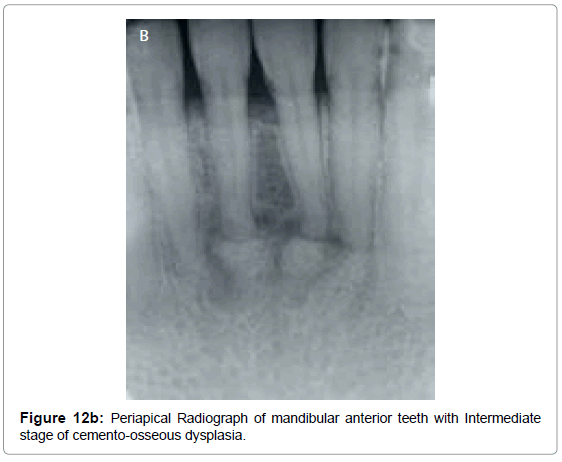 B
Figure 12b: Periapical Radiograph of mandibular anterior teeth with Intermediate
stage of cemento-osseous dysplasia.